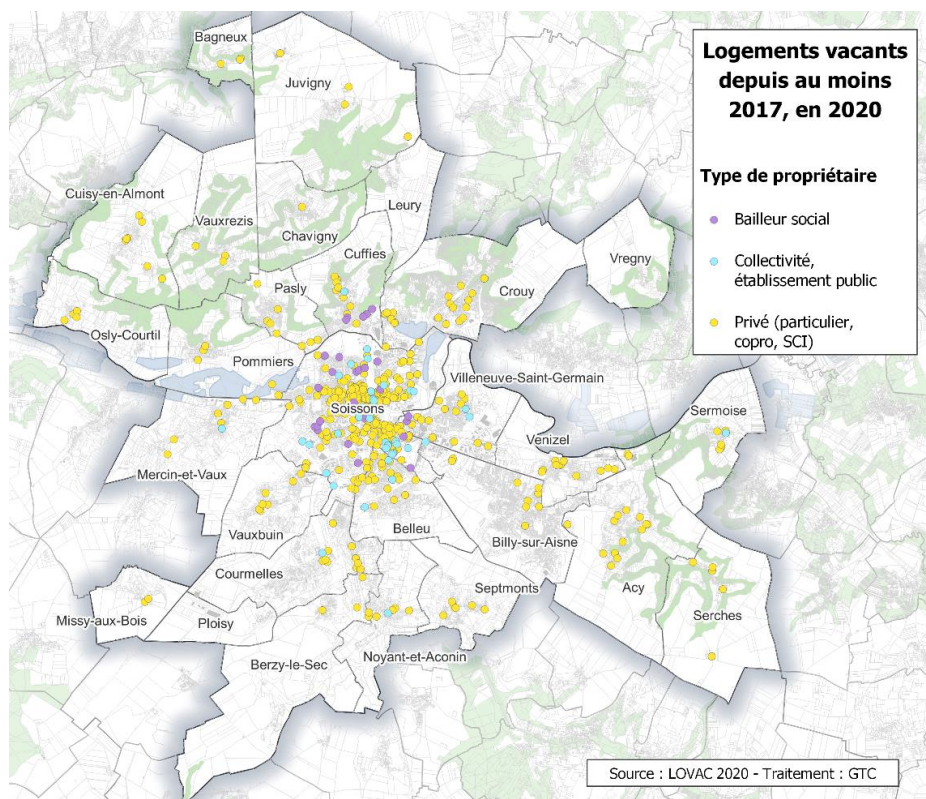 Logements vacants
depuis au moins
2017, en 2020
Type de propriétaire
Bailleur social
Collectivité,
établissement public
Privé (particulier,
copro, SCI)
Bagneux
Juvigny
Cuisy-en-Almont
Vauxrezis
Leury
Chavigny
Cuffies
Vregny
Pasly
Crouy
Osly-Courtil
Pommiers
Villeneuve-Saint-Germain
Soissons
Sermoise
Venizel
Mercin-et-Vaux
Vauxbuin
Belleu
Billy-sur-Aisne
Courmelles
Septmonts
Acy
Missy-aux-Bois
Ploisy
Serches
Noyant-et-Aconin
Berzy-le-Sec
Source : LOVAC 2020 - Traitement : GTC